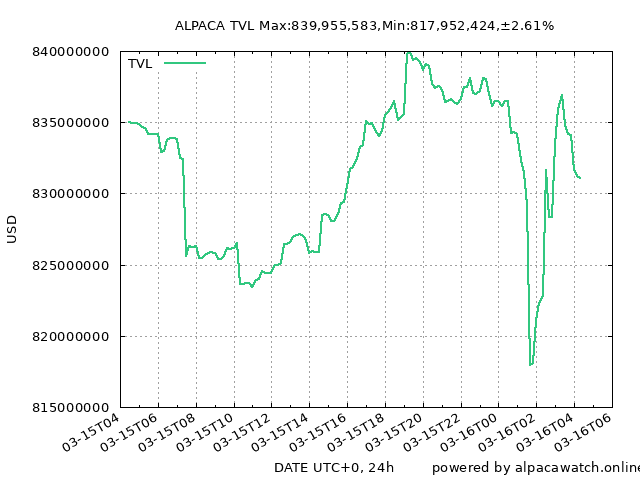 ALPACA TVL Max:839,955,583,Min:817,952,424,±2.61%
TVL
840000000
835000000
830000000
825000000
820000000
815000000
USD
03-15T04
03-15T06
03-15T08
03-15T10
03-15T12
03-15T14
03-15T16
03-15T18
03-15T20
03-15T22
03-16T00
03-16T02
03-16T04
03-16T06
DATE UTC+0, 24h
powered by alpacawatch.online